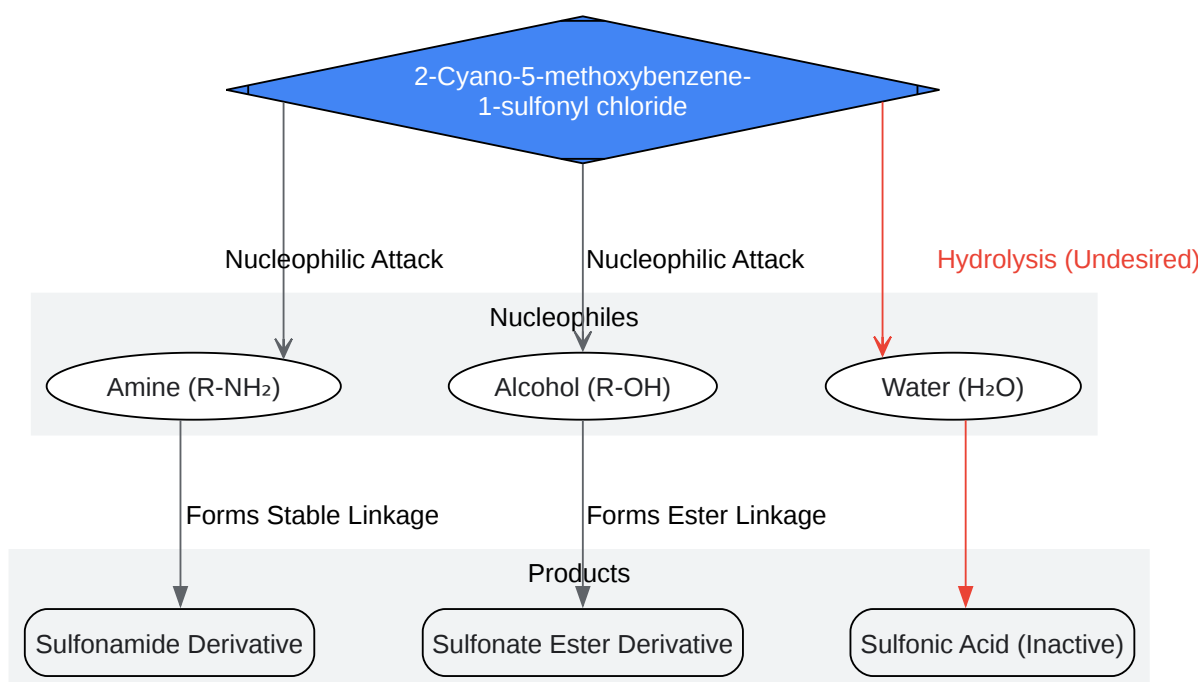 2-Cyano-5-methoxybenzene-
1-sulfonyl chloride
Nucleophilic Attack
Nucleophilic Attack
Hydrolysis (Undesired)
Nucleophiles
Amine (R-NH₂)
Alcohol (R-OH)
Water (H₂O)
Forms Stable Linkage
Forms Ester Linkage
Products
Sulfonamide Derivative
Sulfonate Ester Derivative
Sulfonic Acid (Inactive)